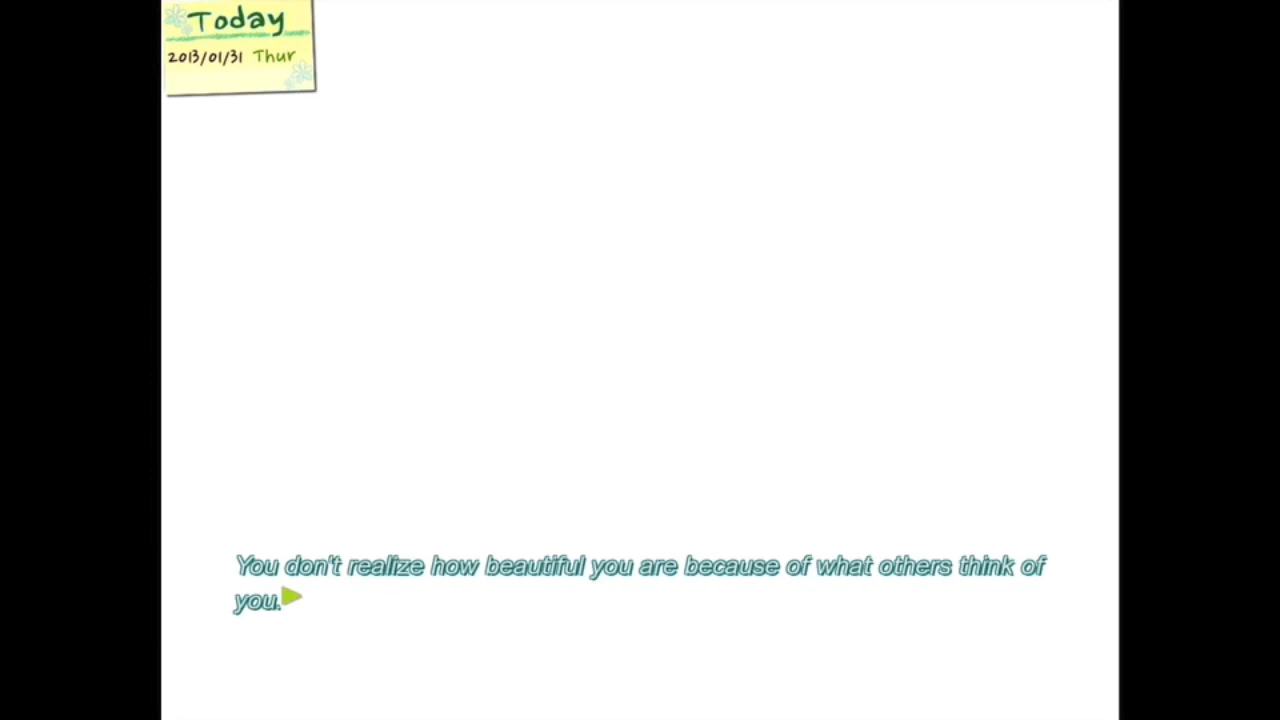 Today
2013/01/31 Thur
You don't realize how beautiful you are because of what others think of
you.